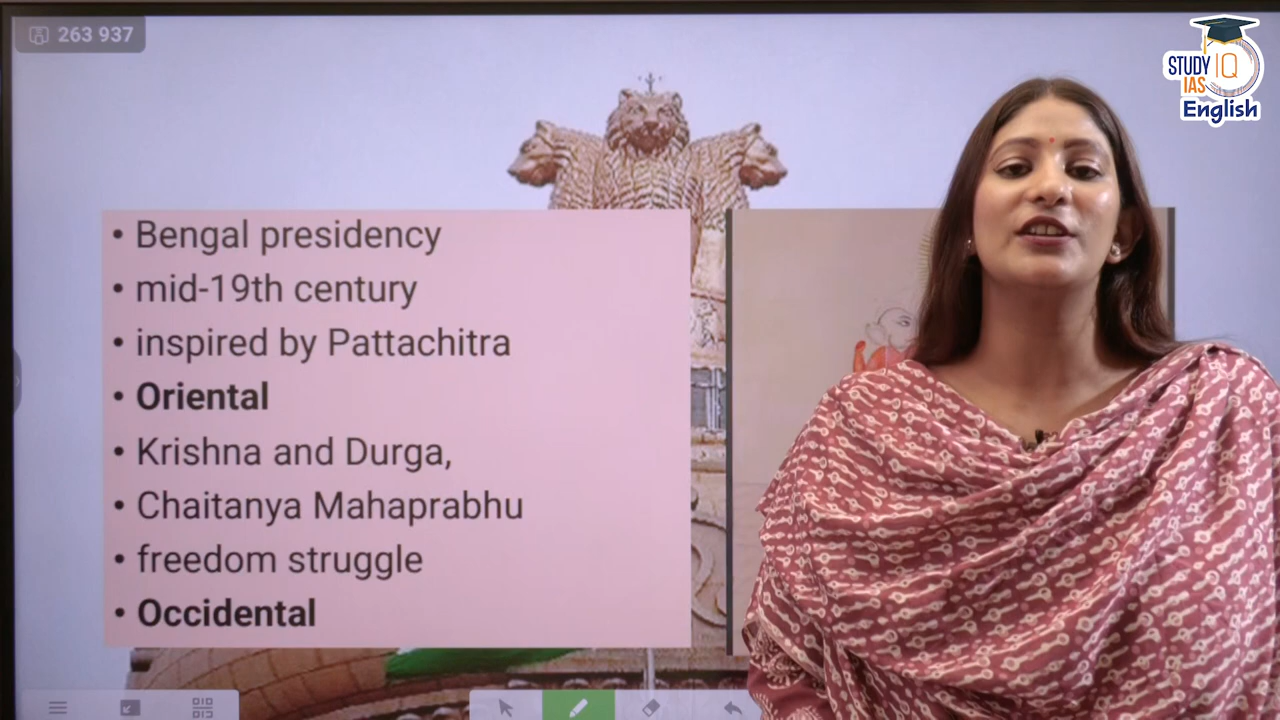 263 937
STUDY IQ
IAS
English
• Bengal presidency
• mid-19th century
• inspired by Pattachitra
• Oriental
• Krishna and Durga,
• Chaitanya Mahaprabhu
• freedom struggle
• Occidental